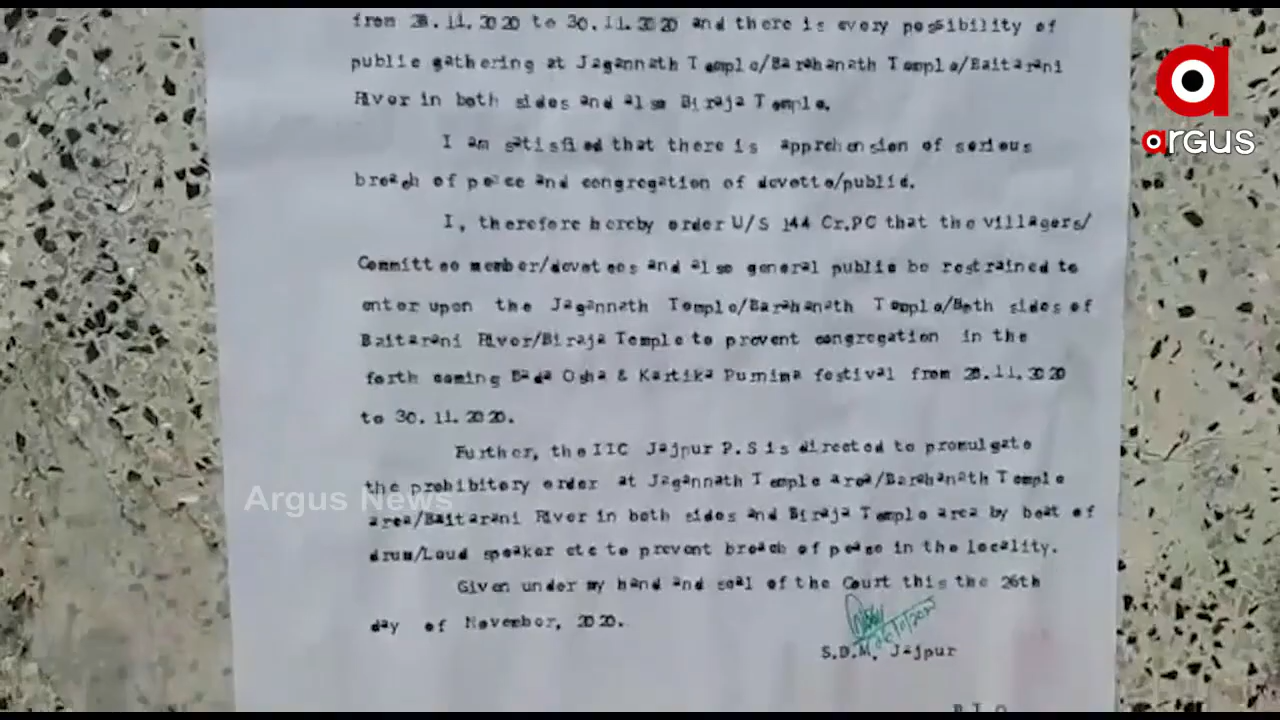 from 28.11.2020 to 30.11.2020 and there is every possibility of
public gathering at Jagannath Temple/Barahanath Temple/Baitarani
River in both sides and also Biraja Temple.
I am satisfied that there is apprehension of serious
breach of peace and congregation of devotte/public.
I, therefore hereby order U/S 144 Cr.PC that the villagers/
Committee member/devotees and also general public be restrained to
enter upon the Jagannath Temple/Barahanath Temple/Both sides of
Baitarani River/Biraja Temple to prevent congregation in the
forth coming Bada Osha & Kartika Purnima festival from 28.11.2020
to 30.11.2020.
Further, the IIC Jajpur P.S is directed to promulgate
the prohibitory order at Jagannath Temple area/Barahanath Temple
area/Baitarani River in both sides and Biraja Temple area by beat of
drum/Loud speaker etc to prevent breach of peace in the locality.
Given under my hand and seal of the Court this the 26th
day of November, 2020.
S.D.M. Jajpur
argus
Argus News